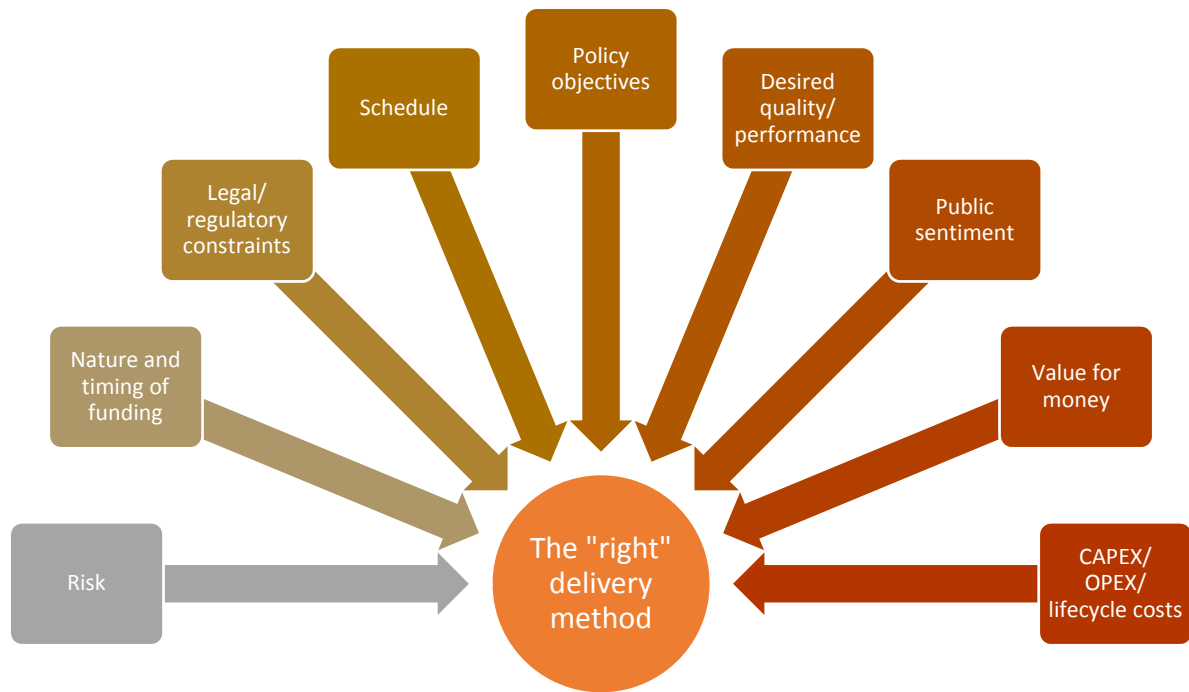 Policy
objectives
Schedule
Desired
quality/
performance
Legal/
regulatory
constraints
Public
sentiment
Nature and
timing of
funding
Value for
money
Risk
The "right"
delivery
method
CAPEX/
OPEX/
lifecycle costs